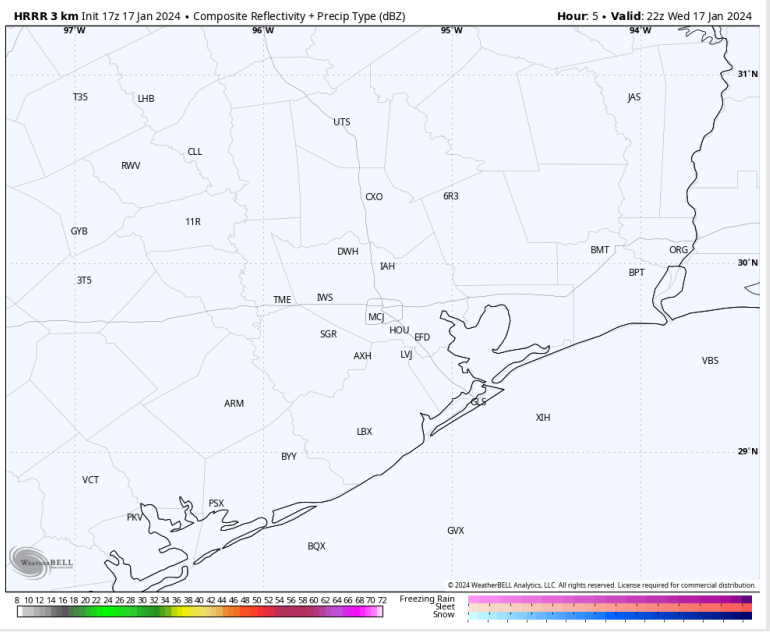 HRRR 3 km Init 17z 17 Jan 2024 • Composite Reflectivity + Precip Type (dBZ) Hour: 5 • Valid: 22z Wed 17 Jan 2024
97°W 96°W 95°W 94°W
31°N
T35 LHB JAS
UTS
CLL
RWV
CXO 6R3
11R
GYB
DWH BMT ORG
30°N
IAH BPT
3T5
TME IWS
MCJ
SGR HOU EFD
AXH LVJ VBS
ARM GLS
XIH
LBX
29°N
BYY
VCT
PSX
PKV
GVX
BQX
WEATHERBELL
© 2024 WeatherBELL Analytics, LLC. All rights reserved. License required for commercial distribution.
8 10 12 14 16 18 20 22 24 26 28 30 32 34 36 38 40 42 44 46 48 50 52 54 56 58 60 62 64 66 68 70 72
Freezing Rain
Sleet
Snow